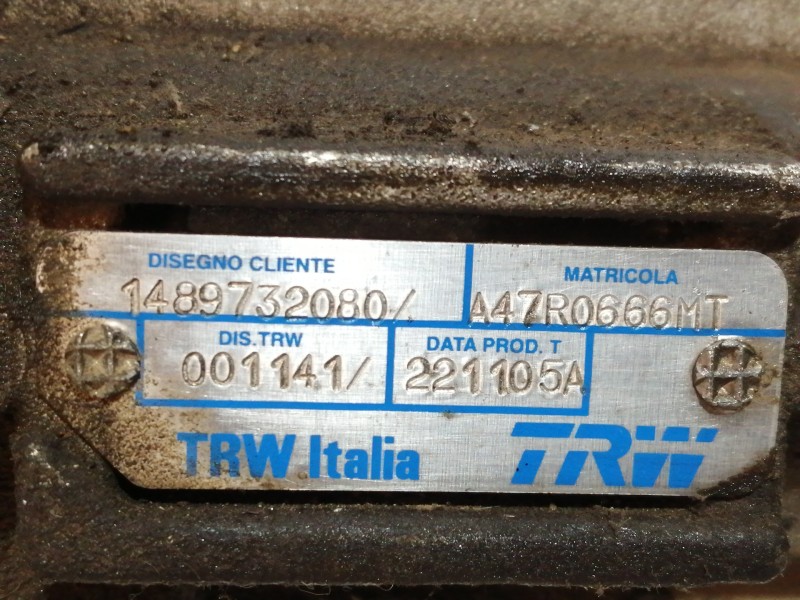 DISEGNO CLIENTE MATRICOLA
1489732080/ A47R0666MT
DIS.TRW DATA PROD. T
001141/ 221105A
TRW Italia TRW